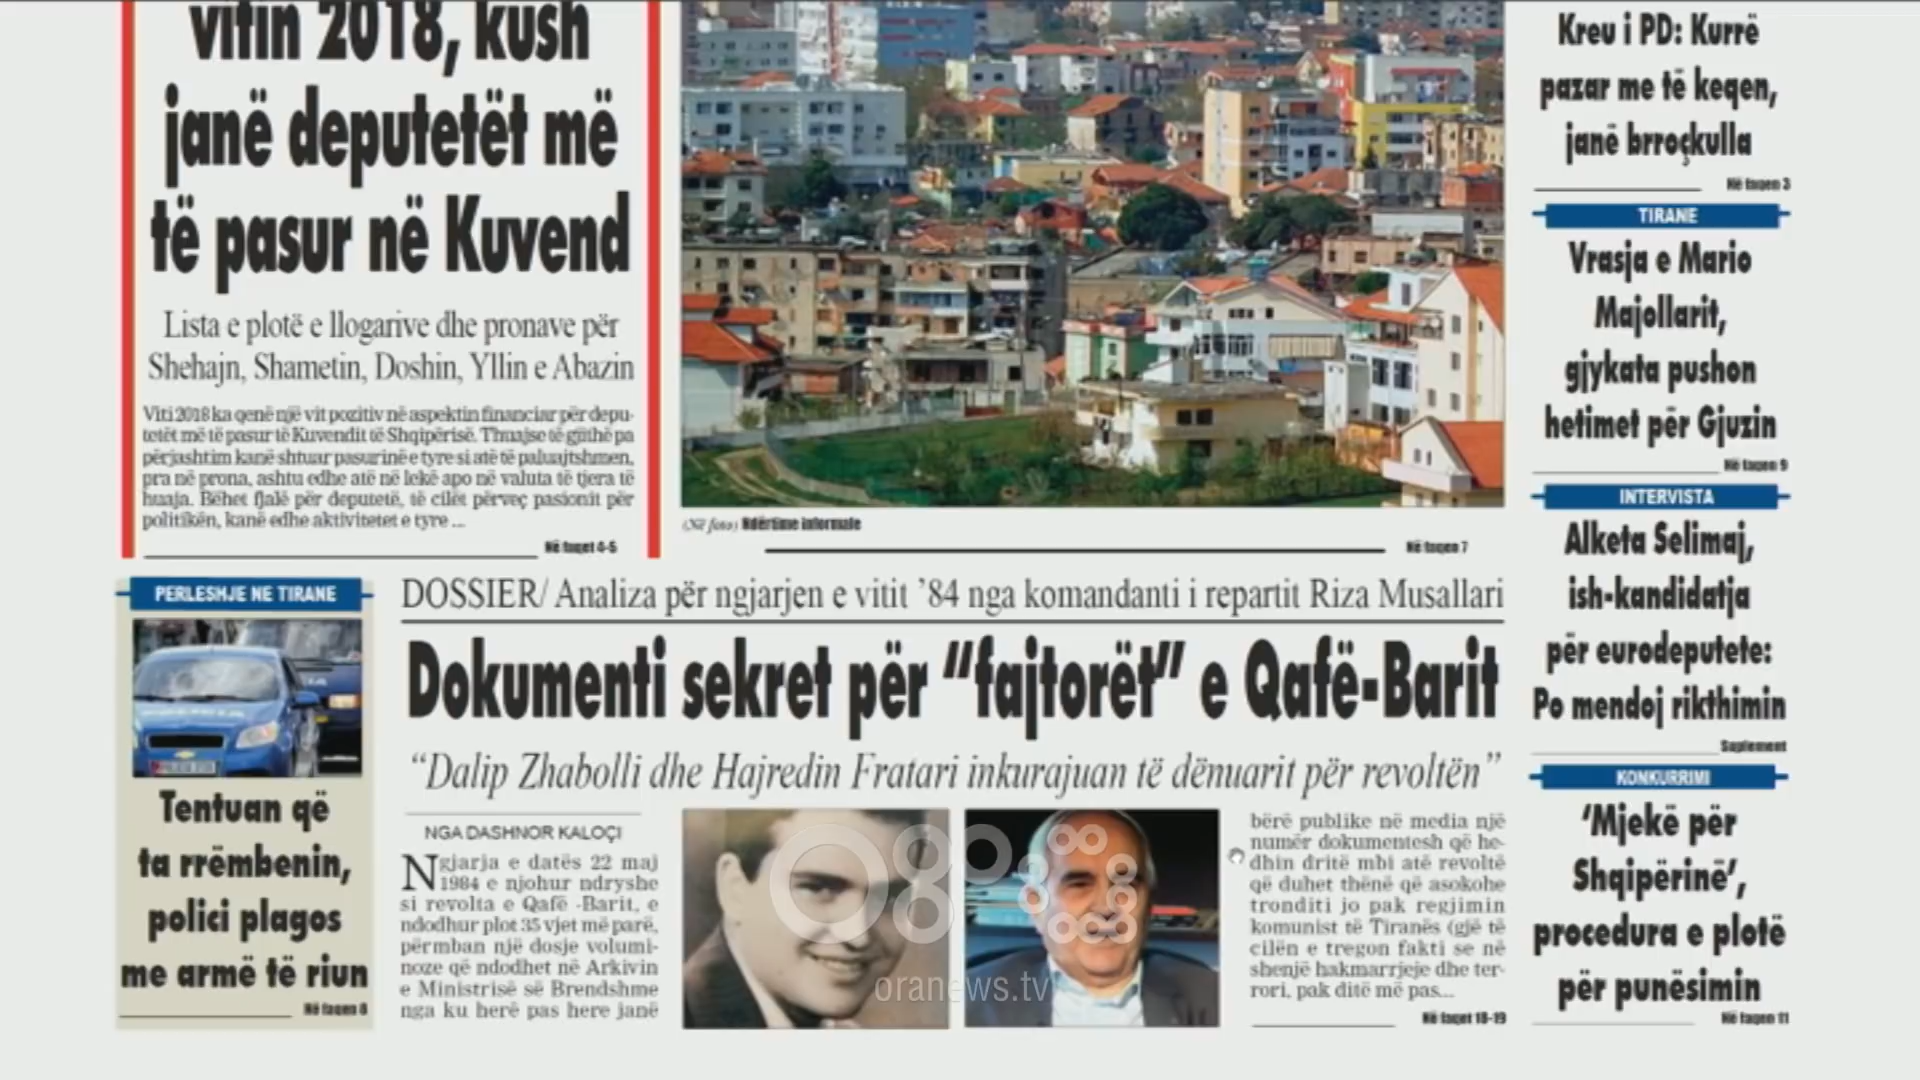 vitin 2018, kush
janë deputetët më
të pasur në Kuvend
Lista e plotë e llogarive dhe pronave për
Shehajn, Shametin, Doshin, Yllin e Abazin
Viti 2018 ka qenë një vit pozitiv në aspektin financiar për depu-
tetët më të pasur të Kuvendit të Shqipërisë. Thuajse të gjithë pa
përjashtim kanë shtuar pasurinë e tyre si atë të paluajtshmen,
pra në prona, ashtu edhe atë në lekë apo në valuta të tjera të
huaja. Bëhet fjalë për deputetë, të cilët përveç pasionit për
politikën, kanë edhe aktivitetet e tyre ...
Në faqet 4-5
(Në foto) Ndërtime informale
Në faqen 7
Kreu i PD: Kurrë
pazar me të keqen,
janë brroçkulla
Në faqen 3
TIRANE
Vrasja e Mario
Majollarit,
gjykata pushon
hetimet për Gjuzin
Në faqen 9
INTERVISTA
Alketa Selimaj,
ish-kandidatja
për eurodeputete:
Po mendoj rikthimin
Suplement
KONKURRIMI
‘Mjekë për
Shqipërinë’,
procedura e plotë
për punësimin
Në faqen 11
PERLESHJE NE TIRANE
Tentuan që
ta rrëmbenin,
polici plagos
me armë të riun
Në faqen 8
DOSSIER/ Analiza për ngjarjen e vitit ’84 nga komandanti i repartit Riza Musallari
Dokumenti sekret për “fajtorët” e Qafë-Barit
“Dalip Zhabolli dhe Hajredin Fratari inkurajuan të dënuarit për revoltën”
NGA DASHNOR KALOÇI
Ngjarja e datës 22 maj
1984 e njohur ndryshe
si revolta e Qafë -Barit, e
ndodhur plot 35 vjet më parë,
përmban një dosje volumi-
noze që ndodhet në Arkivin
e Ministrisë së Brendshme
nga ku herë pas here janë
bërë publike në media një
numër dokumentesh që he-
dhin dritë mbi atë revoltë
që duhet thënë që asokohe
tronditi jo pak regjimin
komunist të Tiranës (gjë të
cilën e tregon fakti se në
shenjë hakmarrjeje dhe ter-
rori, pak ditë më pas...
Në faqet 18-19
oranews.tv